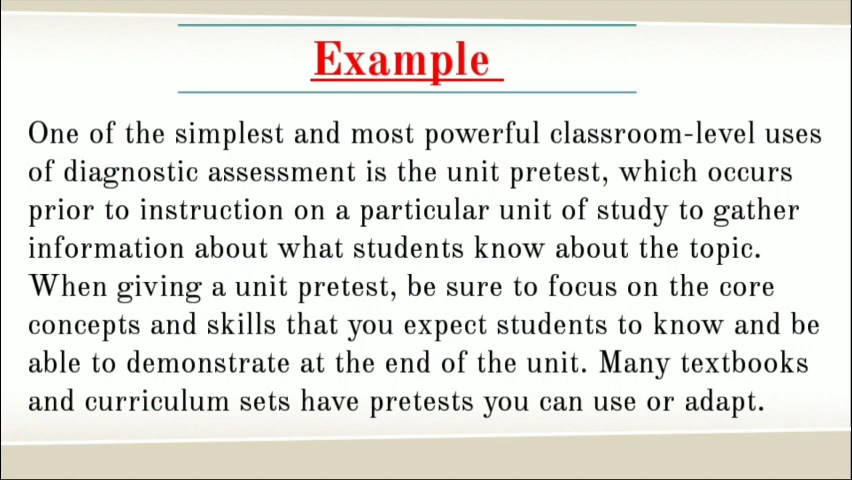 Example
One of the simplest and most powerful classroom-level uses
of diagnostic assessment is the unit pretest, which occurs
prior to instruction on a particular unit of study to gather
information about what students know about the topic.
When giving a unit pretest, be sure to focus on the core
concepts and skills that you expect students to know and be
able to demonstrate at the end of the unit. Many textbooks
and curriculum sets have pretests you can use or adapt.